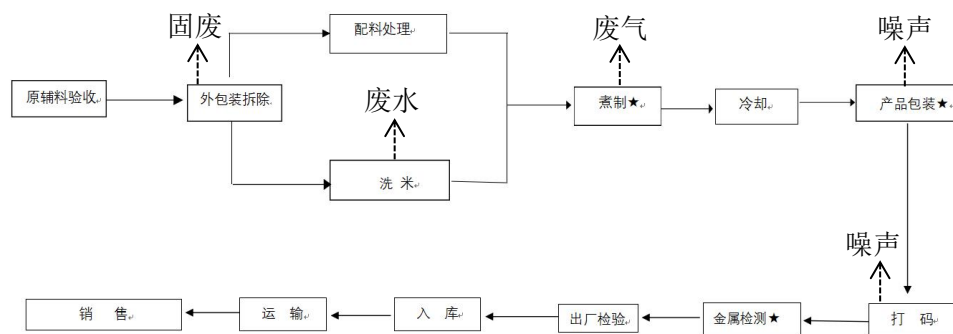 固废
配料处理
废气
噪声
原辅料验收
外包装拆除
废水
煮制★
冷却
产品包装★
洗 米
噪声
销 售
运 输
入 库
出厂检验
金属检测★
打 码